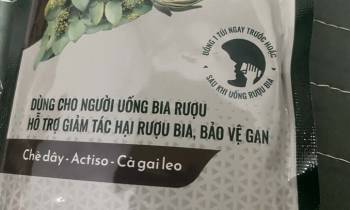 UỐNG 1 TÚI NGAY TRƯỚC HOẶC
SAU KHI UỐNG RƯỢU BIA
DÙNG CHO NGƯỜI UỐNG BIA RƯỢU
HỖ TRỢ GIẢM TÁC HẠI RƯỢU BIA, BẢO VỆ GAN
Chè dây - Actiso - Cà gai leo